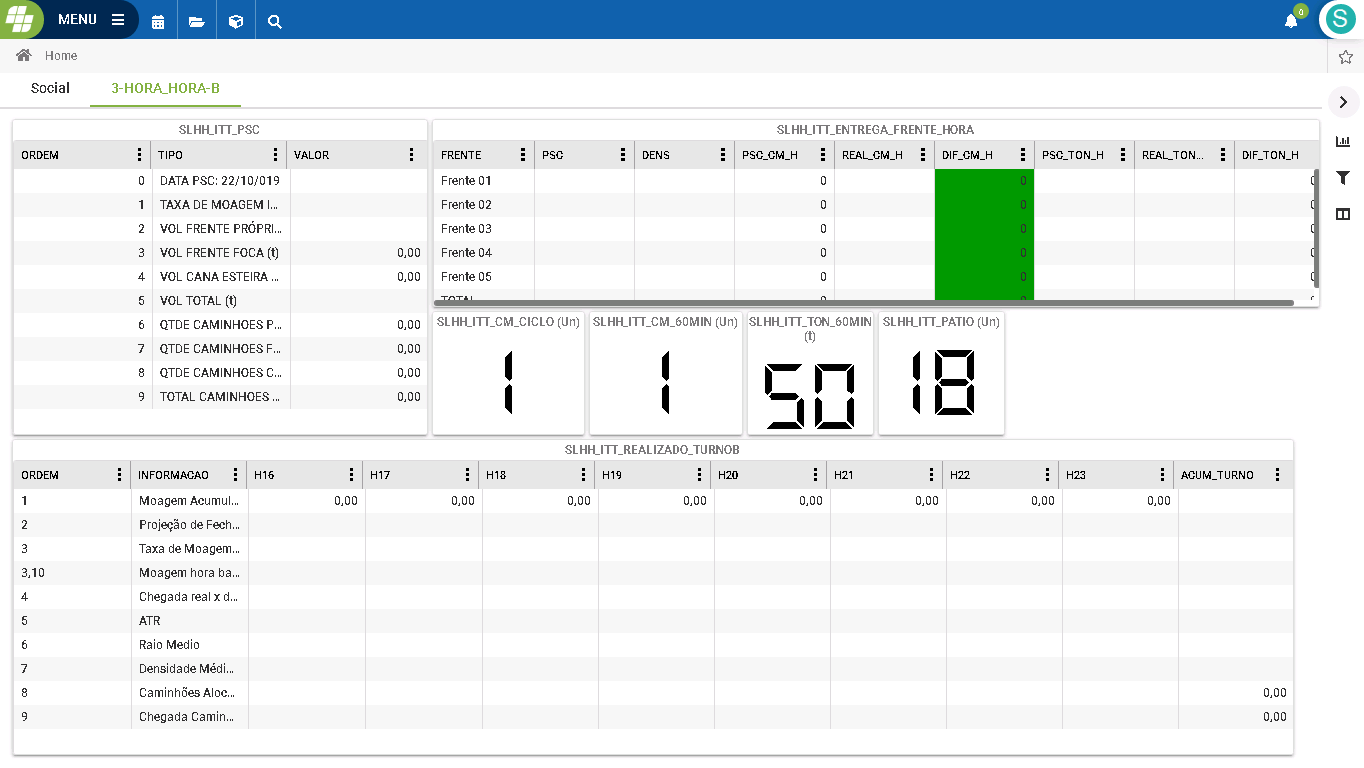 MENU
0
S
Home
Social 3-HORA_HORA-B
SLHH_ITT_PSC
ORDEM TIPO VALOR
0 DATA PSC: 22/10/019
1 TAXA DE MOAGEM I...
2 VOL FRENTE PRÓPRI...
3 VOL FRENTE FOCA (t) 0,00
4 VOL CANA ESTEIRA ... 0,00
5 VOL TOTAL (t)
6 QTDE CAMINHOES P... 0,00
7 QTDE CAMINHOES F... 0,00
8 QTDE CAMINHOES C... 0,00
9 TOTAL CAMINHOES ... 0,00
SLHH_ITT_ENTREGA_FRENTE_HORA
FRENTE PSC DENS PSC_CM_H REAL_CM_H DIF_CM_H PSC_TON_H REAL_TON... DIF_TON_H
Frente 01 0 0 0
Frente 02 0 0 0
Frente 03 0 0 0
Frente 04 0 0 0
Frente 05 0 0 0
TOTAL 0 0 0
SLHH_ITT_CM_CICLO (Un)
1
SLHH_ITT_CM_60MIN (Un)
1
SLHH_ITT_TON_60MIN
(t)
50
SLHH_ITT_PATIO (Un)
18
SLHH_ITT_REALIZADO_TURNOB
ORDEM INFORMACAO H16 H17 H18 H19 H20 H21 H22 H23 ACUM_TURNO
1 Moagem Acumul... 0,00 0,00 0,00 0,00 0,00 0,00 0,00 0,00
2 Projeção de Fech...
3 Taxa de Moagem...
3,10 Moagem hora ba...
4 Chegada real x d...
5 ATR
6 Raio Medio
7 Densidade Médi...
8 Caminhões Aloc... 0,00
9 Chegada Camin... 0,00